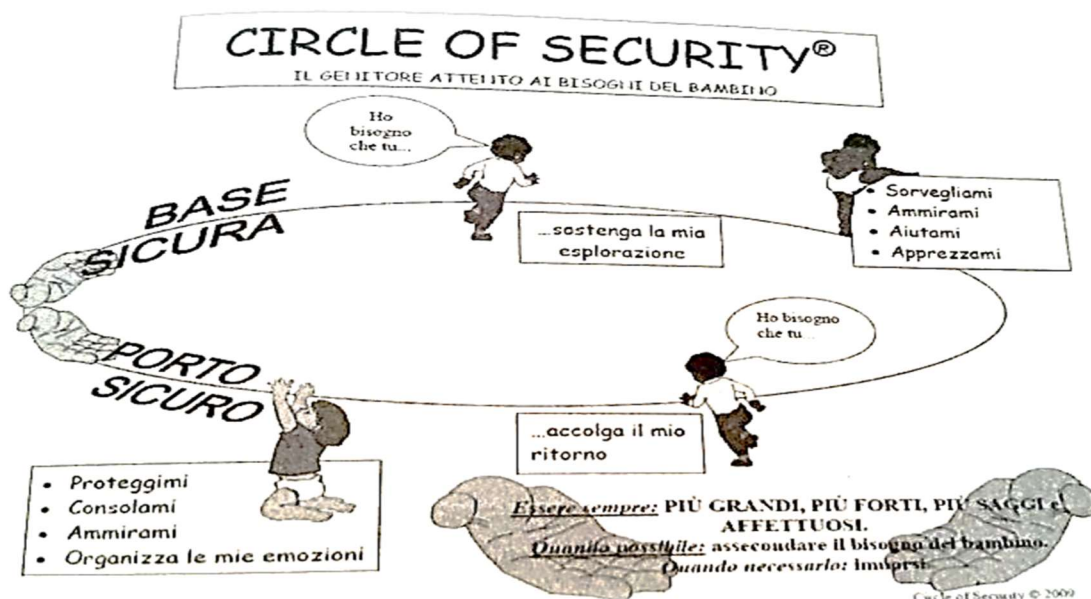 CIRCLE OF SECURITY®
IL GENITORE ATTENTO AI BISOGNI DEL BAMBINO
Ho
bisogno
che tu...
BASE
SICURA
...sostenga la mia
esplorazione
• Sorvegliami
• Ammirami
• Aiutami
• Apprezzami
Ho bisogno
che tu...
PORTO
SICURO
...accolga il mio
ritorno
• Proteggimi
• Consolami
• Ammirami
• Organizza le mie emozioni
Essere sempre: PIÙ GRANDI, PIÙ FORTI, PIÙ SAGGI e
AFFETTUOSI.
Quando possibile: assecondare il bisogno del bambino.
Quando necessario: imporsi.
Circle of Security © 2009